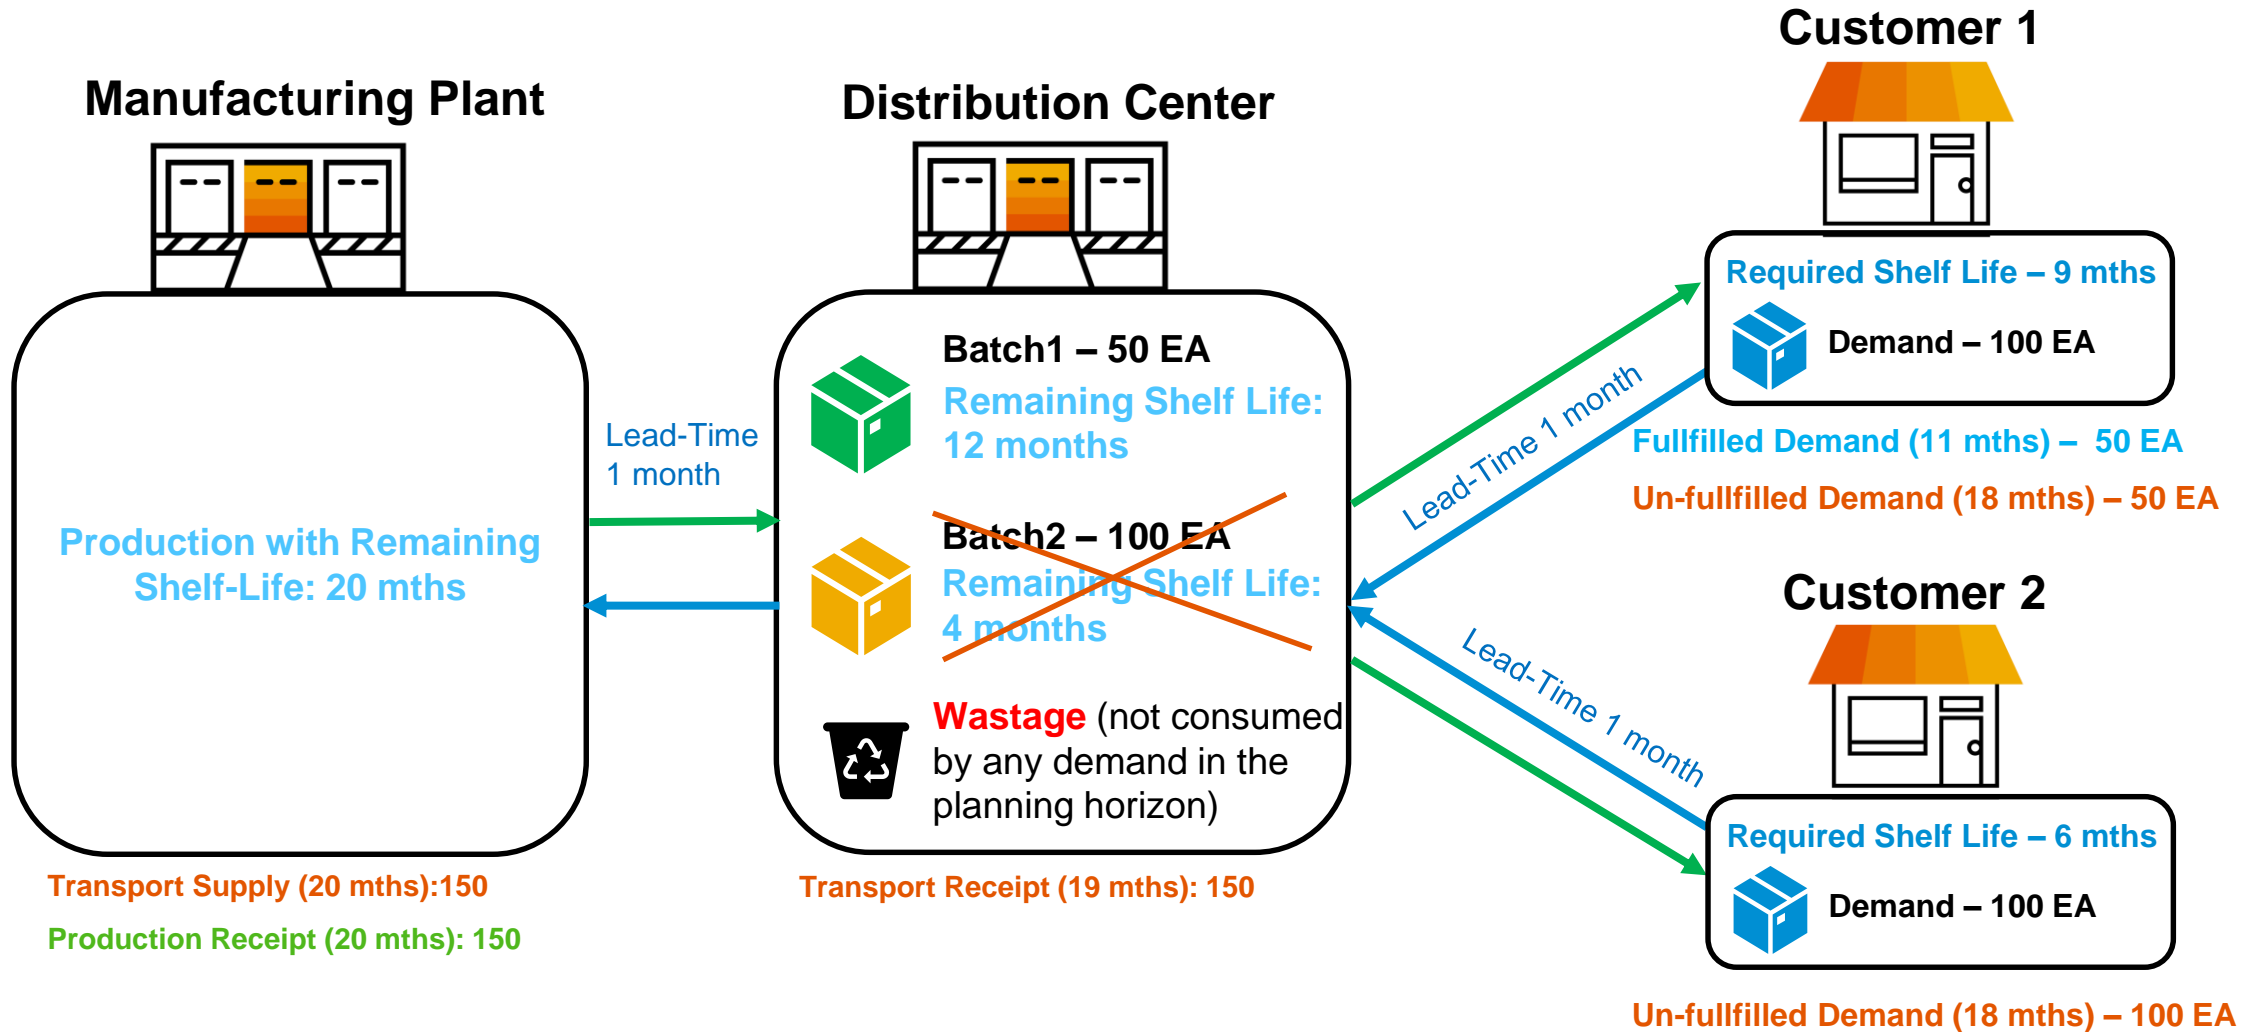 Manufacturing Plant
Production with Remaining
Shelf-Life: 20 mths
Transport Supply (20 mths):150
Production Receipt (20 mths): 150
Lead-Time
1 month
Distribution Center
Batch1 – 50 EA
Remaining Shelf Life:
12 months
Batch2 – 100 EA
Remaining Shelf Life:
4 months
Wastage (not consumed
by any demand in the
planning horizon)
Transport Receipt (19 mths): 150
Lead-Time 1 month
Lead-Time 1 month
Customer 1
Required Shelf Life – 9 mths
Demand – 100 EA
Fullfilled Demand (11 mths) – 50 EA
Un-fullfilled Demand (18 mths) – 50 EA
Customer 2
Required Shelf Life – 6 mths
Demand – 100 EA
Un-fullfilled Demand (18 mths) – 100 EA